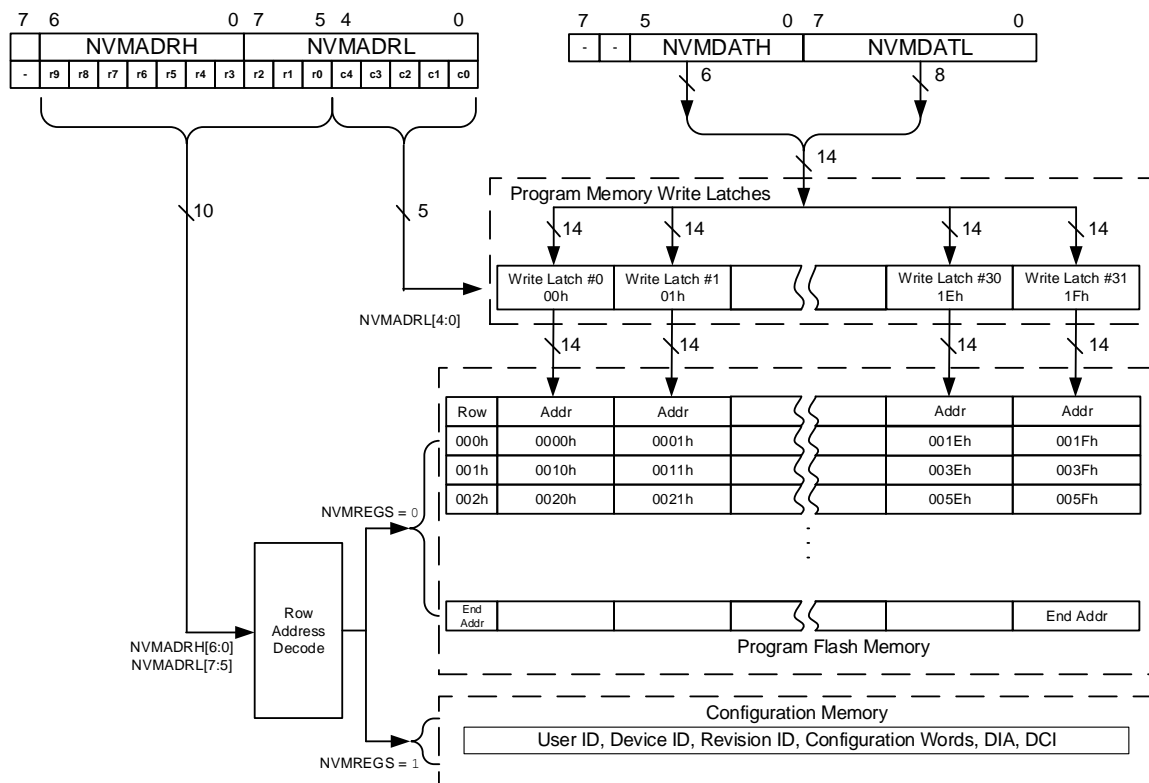 7 6 0 7 5 4 0
NVMADRH NVMADRL
- r9 r8 r7 r6 r5 r4 r3 r2 r1 r0 c4 c3 c2 c1 c0
7 5 0 7 0
- - NVMDATH NVMDATL
6 8
14
10 5
Program Memory Write Latches
14 14 14 14
Write Latch #0 Write Latch #1 Write Latch #30 Write Latch #31
00h 01h 1Eh 1Fh
NVMADRL[4:0]
14 14 14 14
Row Addr Addr Addr Addr
000h 0000h 0001h 001Eh 001Fh
001h 0010h 0011h 003Eh 003Fh
002h 0020h 0021h 005Eh 005Fh
NVMREGS = 0
End
Addr
End Addr
Program Flash Memory
Row
Address
Decode
NVMADRH[6:0]
NVMADRL[7:5]
Configuration Memory
User ID, Device ID, Revision ID, Configuration Words, DIA, DCI
NVMREGS = 1